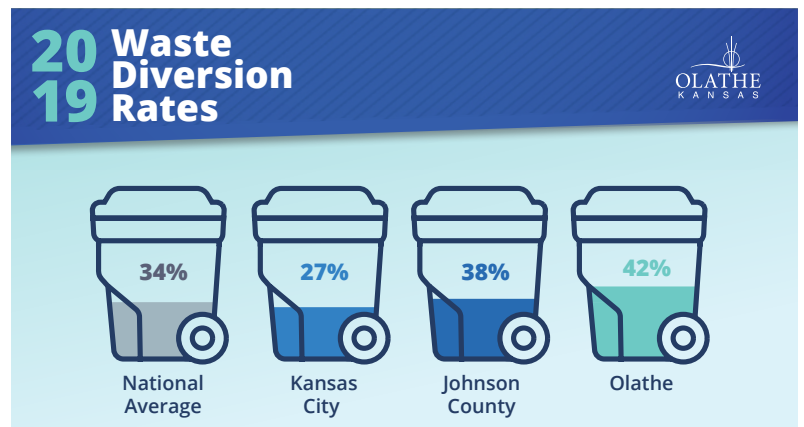 20
19
Waste
Diversion
Rates
OLATHE
KANSAS
34%
27%
38%
42%
National
Average
Kansas
City
Johnson
County
Olathe